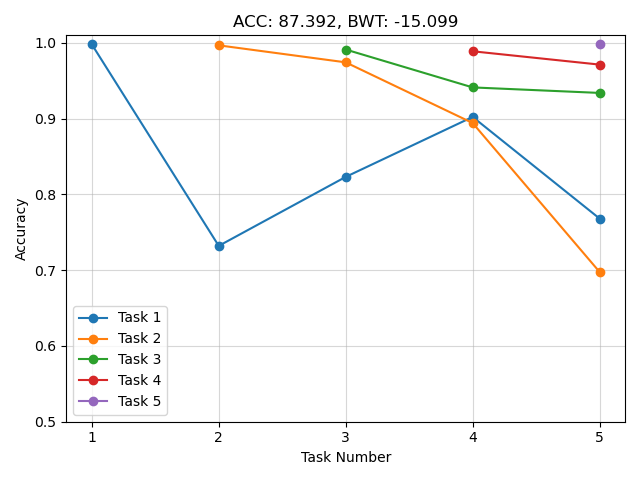 ACC: 87.392, BWT: -15.099
1.0
0.9
0.8
0.7
0.6
0.5
Accuracy
Task 1
Task 2
Task 3
Task 4
Task 5
1 2 3 4 5
Task Number